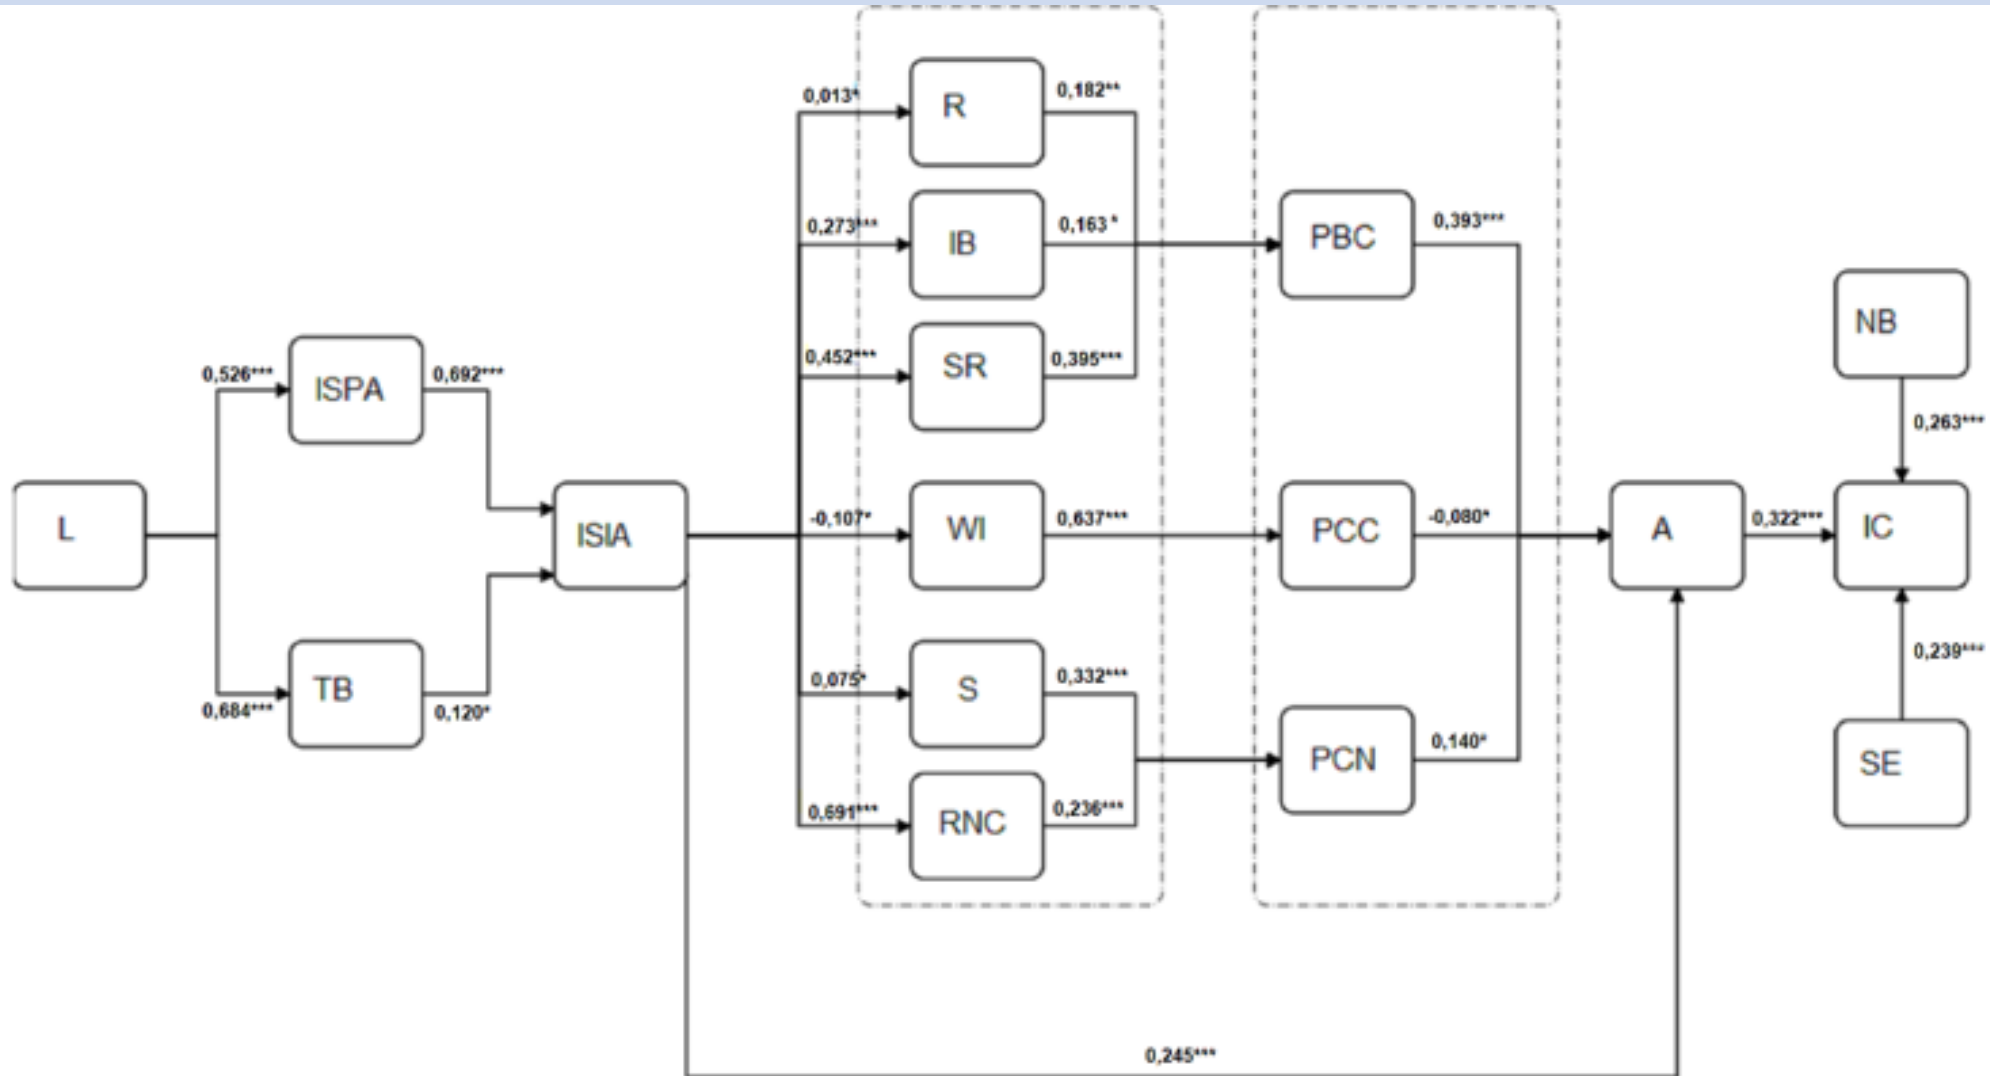 0,013*
R
0,182**
0,273***
IB
0,163 *
PBC
0,393***
NB
0,452***
SR
0,395***
0,526***
ISPA
0,692***
0,263***
L
ISIA
-0,107*
WI
0,637***
PCC
-0,080*
A
0,322***
IC
0,684***
TB
0,120*
0,075*
S
0,332***
0,239***
PCN
0,140*
SE
0,691***
RNC
0,236***
0,245***